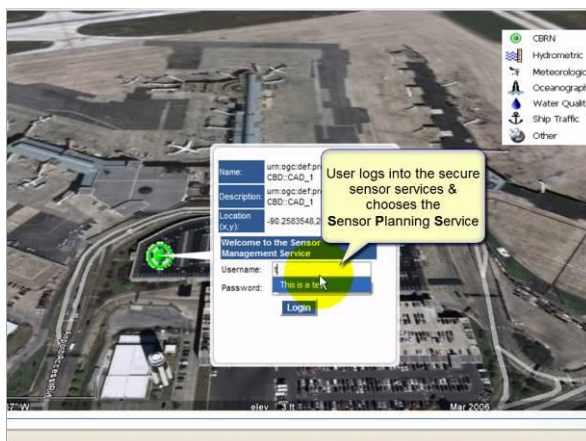 CBRN
Hydrometric
Meteorologic
Oceanograph
Water Qualit
Ship Traffic
Other
Name: urn:ogc:def:pr
CBD::CAD_1
Description: urn:ogc:def:pr
CBD::CAD_1
Location (x,y): -90.2583548,2
User logs into the secure
sensor services &
chooses the
Sensor Planning Service
Welcome to the Sensor
Management Service
Username:
This is a te
Password:
Login
elev 3 ft
Mar 2006